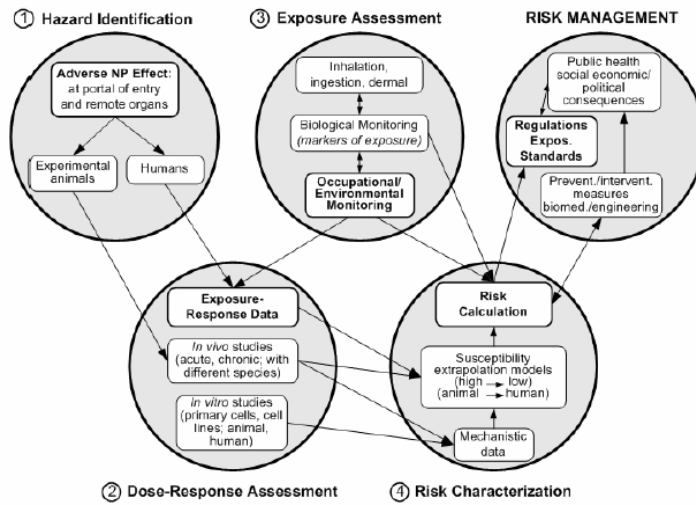 ① Hazard Identification
Adverse NP Effect:
at portal of entry
and remote organs
Experimental
animals
Humans
③ Exposure Assessment
Inhalation,
ingestion, dermal
Biological Monitoring
(markers of exposure)
Occupational/
Environmental
Monitoring
RISK MANAGEMENT
Public health
social economic/
political
consequences
Regulations
Expos.
Standards
Prevent./intervent.
measures
biomed./engineering
Exposure-
Response Data
In vivo studies
(acute, chronic; with
different species)
In vitro studies
(primary cells, cell
lines; animal,
human)
② Dose-Response Assessment
Risk
Calculation
Susceptibility
extrapolation models
(high → low)
(animal → human)
Mechanistic
data
④ Risk Characterization